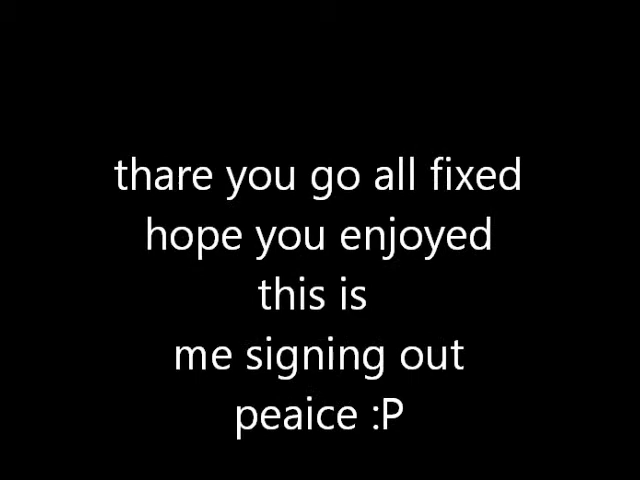 thare you go all fixed
hope you enjoyed
this is
me signing out
peaice :P